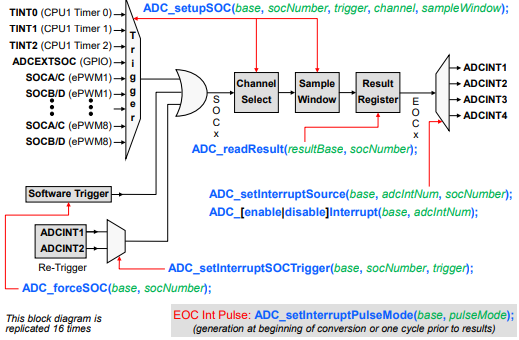 ADC_setupSOC(base, socNumber, trigger, channel, sampleWindow);
TINT0 (CPU1 Timer 0)
TINT1 (CPU1 Timer 1)
TINT2 (CPU1 Timer 2)
ADCEXTSOC (GPIO)
SOCA/C (ePWM1)
SOCB/D (ePWM1)
SOCA/C (ePWM8)
SOCB/D (ePWM8)
Trigger
SOCx
Channel
Select
Sample
Window
Result
Register
EOCx
ADCINT1
ADCINT2
ADCINT3
ADCINT4
ADC_readResult(resultBase, socNumber);
Software Trigger
ADC_setInterruptSource(base, adcIntNum, socNumber);
ADC_[enable|disable]Interrupt(base, adcIntNum);
ADCINT1
ADCINT2
Re-Trigger
ADC_setInterruptSOCTrigger(base, socNumber, trigger);
ADC_forceSOC(base, socNumber);
This block diagram is
replicated 16 times
EOC Int Pulse: ADC_setInterruptPulseMode(base, pulseMode);
(generation at beginning of conversion or one cycle prior to results)